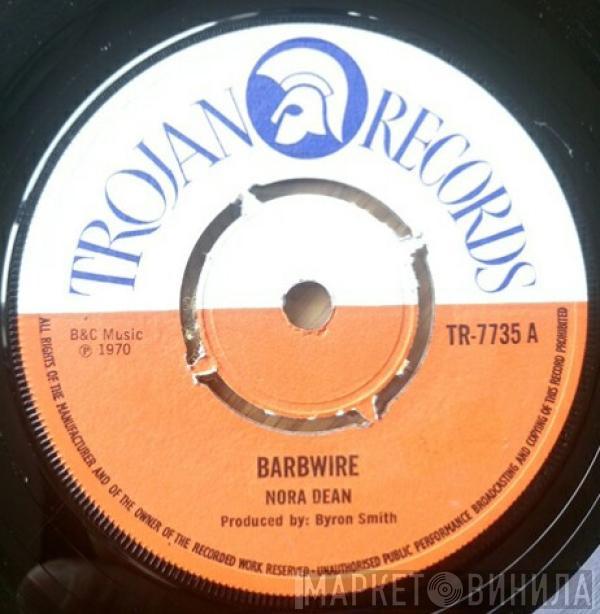 TROJAN RECORDS
B&C Music
℗ 1970
TR-7735 A
BARBWIRE
NORA DEAN
Produced by: Byron Smith
ALL RIGHTS OF THE MANUFACTURER AND OF THE OWNER OF THE RECORDED WORK RESERVED-UNAUTHORISED PUBLIC PERFORMANCE BROADCASTING AND COPYING OF THIS RECORD PROHIBITED
МАРКЕТ ВИНИЛА